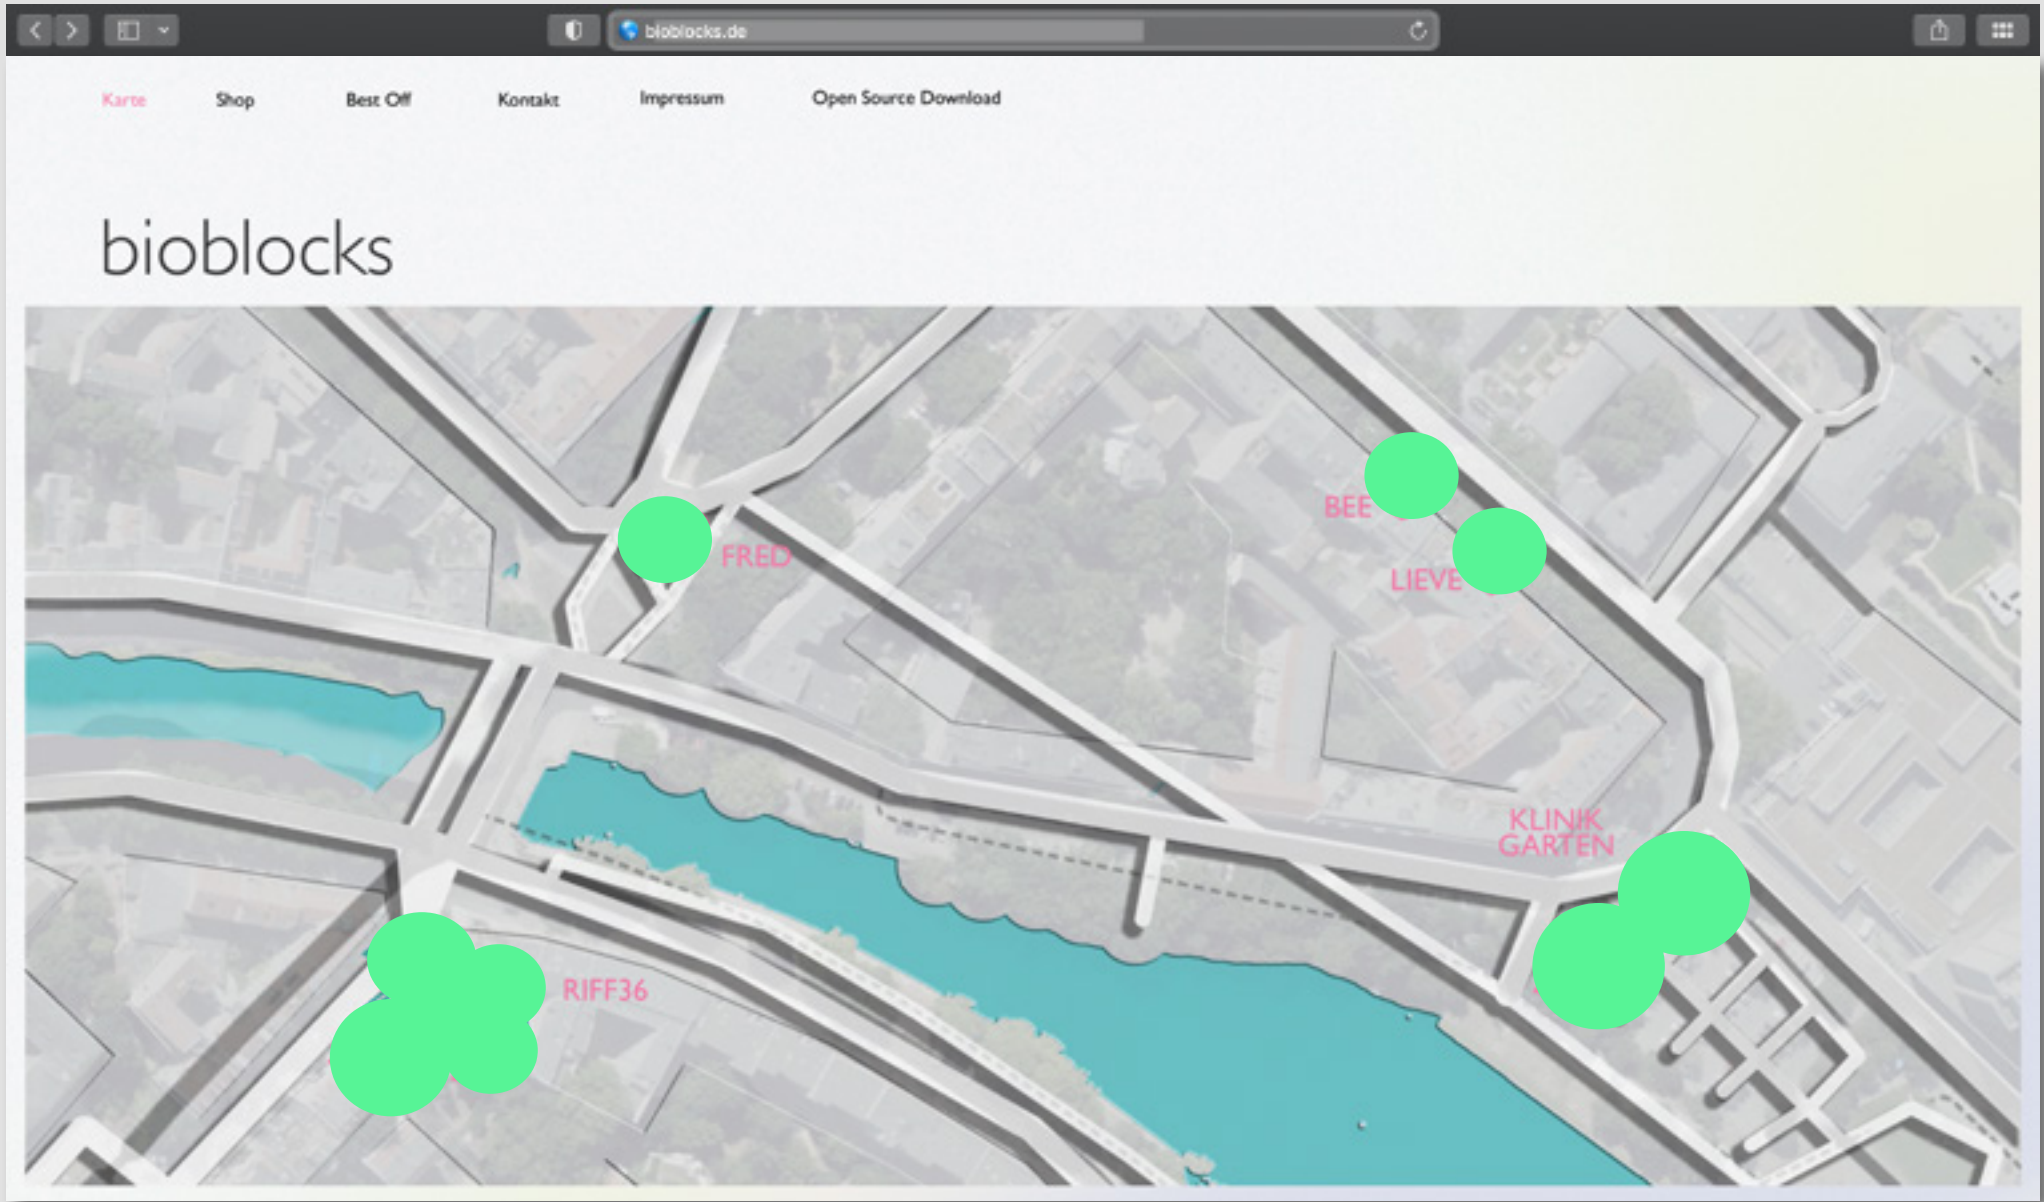 bioblocks.de
Karte Shop Best Off Kontakt Impressum Open Source Download
bioblocks
BEE
FRED
LIEVE
KLINIK
GARTEN
RIFF36